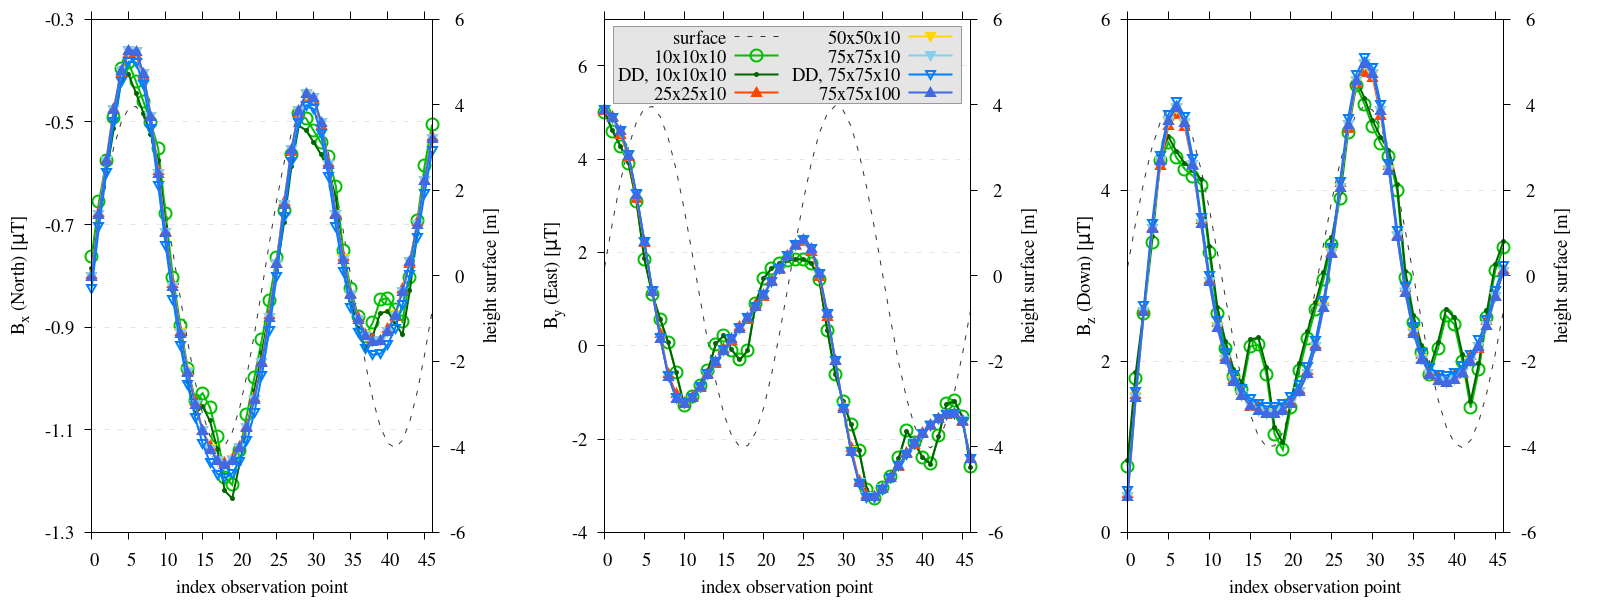 -0.3
-0.5
-0.7
-0.9
-1.1
-1.3
0 5 10 15 20 25 30 35 40 45
6
4
2
0
-2
-4
-6
Bx (North) [μT]
height surface [m]
index observation point
6
4
2
0
-2
-4
0 5 10 15 20 25 30 35 40 45
6
4
2
0
-2
-4
-6
By (East) [μT]
height surface [m]
index observation point
surface
10x10x10
DD, 10x10x10
25x25x10
50x50x10
75x75x10
DD, 75x75x10
75x75x100
6
4
2
0
0 5 10 15 20 25 30 35 40 45
6
4
2
0
-2
-4
-6
Bz (Down) [μT]
height surface [m]
index observation point